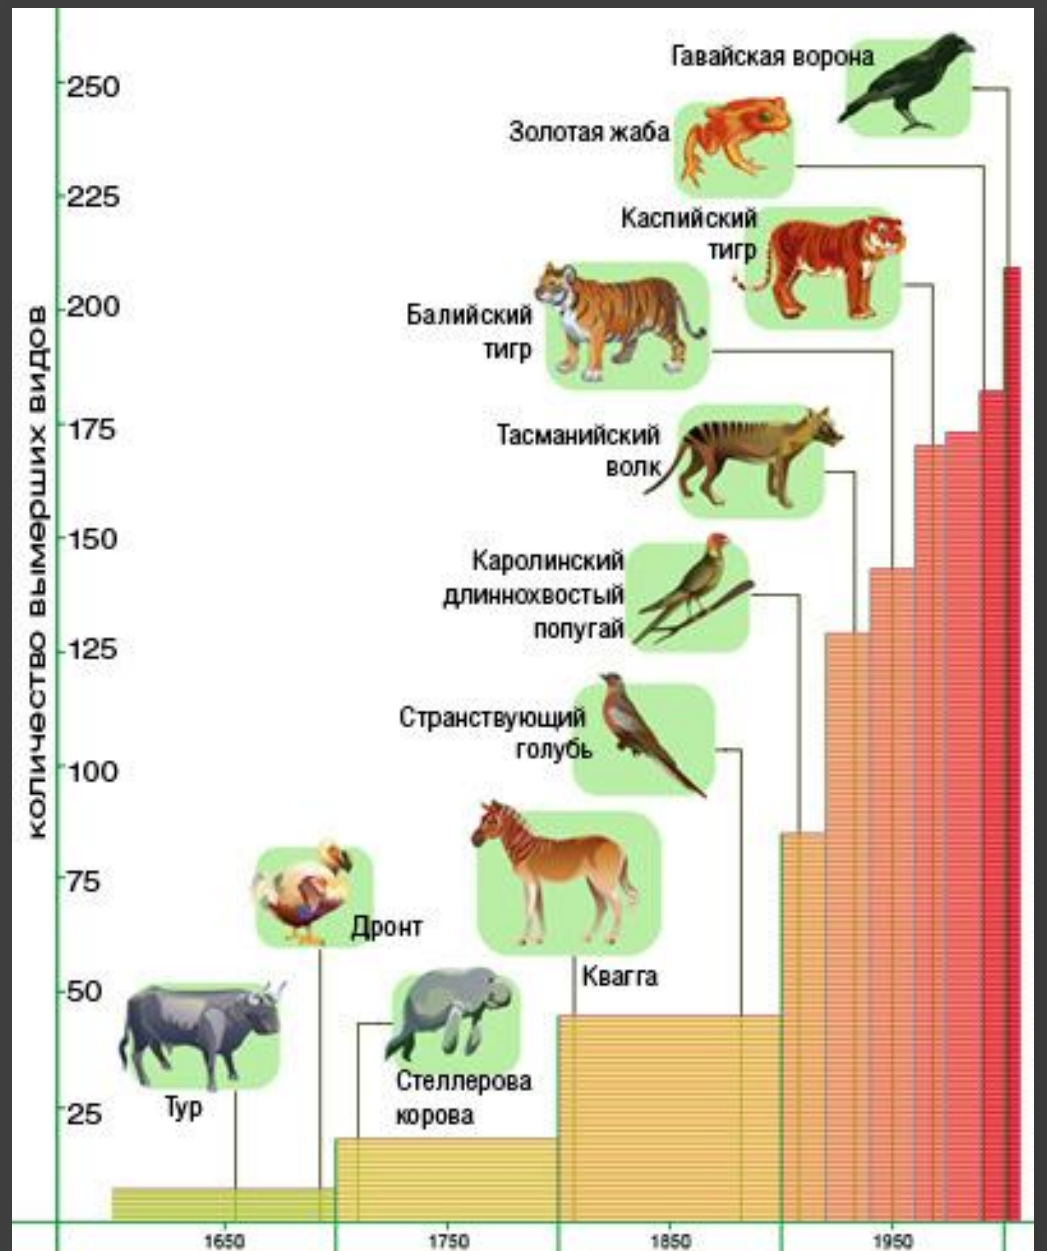 количество вымерших видов
250
225
200
175
150
125
100
75
50
25
Гавайская ворона
Золотая жаба
Каспийский
тигр
Балийский
тигр
Тасманийский
волк
Каролинский
длиннохвостый
попугай
Странствующий
голубь
Квагга
Дронт
Стеллерова
корова
Тур
1650
1750
1850
1950